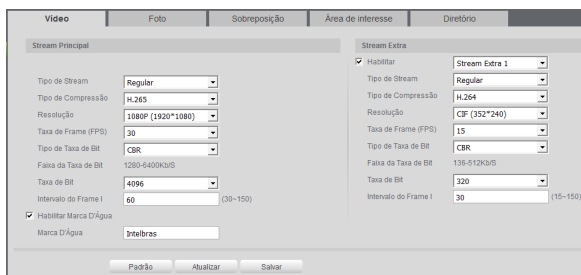 Vídeo
Foto
Sobreposição
Área de interesse
Diretório
Stream Principal
Tipo de Stream
Regular
Tipo de Compressão
H.265
Resolução
1080P (1920*1080)
Taxa de Frame (FPS)
30
Tipo de Taxa de Bit
CBR
Faixa da Taxa de Bit
1280-6400Kb/S
Taxa de Bit
4096
Intervalo do Frame I
60
(30~150)
Habilitar Marca D'Água
Marca D'Água
Intelbras
Stream Extra
Habilitar
Stream Extra 1
Tipo de Stream
Regular
Tipo de Compressão
H.264
Resolução
CIF (352*240)
Taxa de Frame (FPS)
15
Tipo de Taxa de Bit
CBR
Faixa da Taxa de Bit
136-512Kb/S
Taxa de Bit
320
Intervalo do Frame I
30
(15~150)
Padrão
Atualizar
Salvar